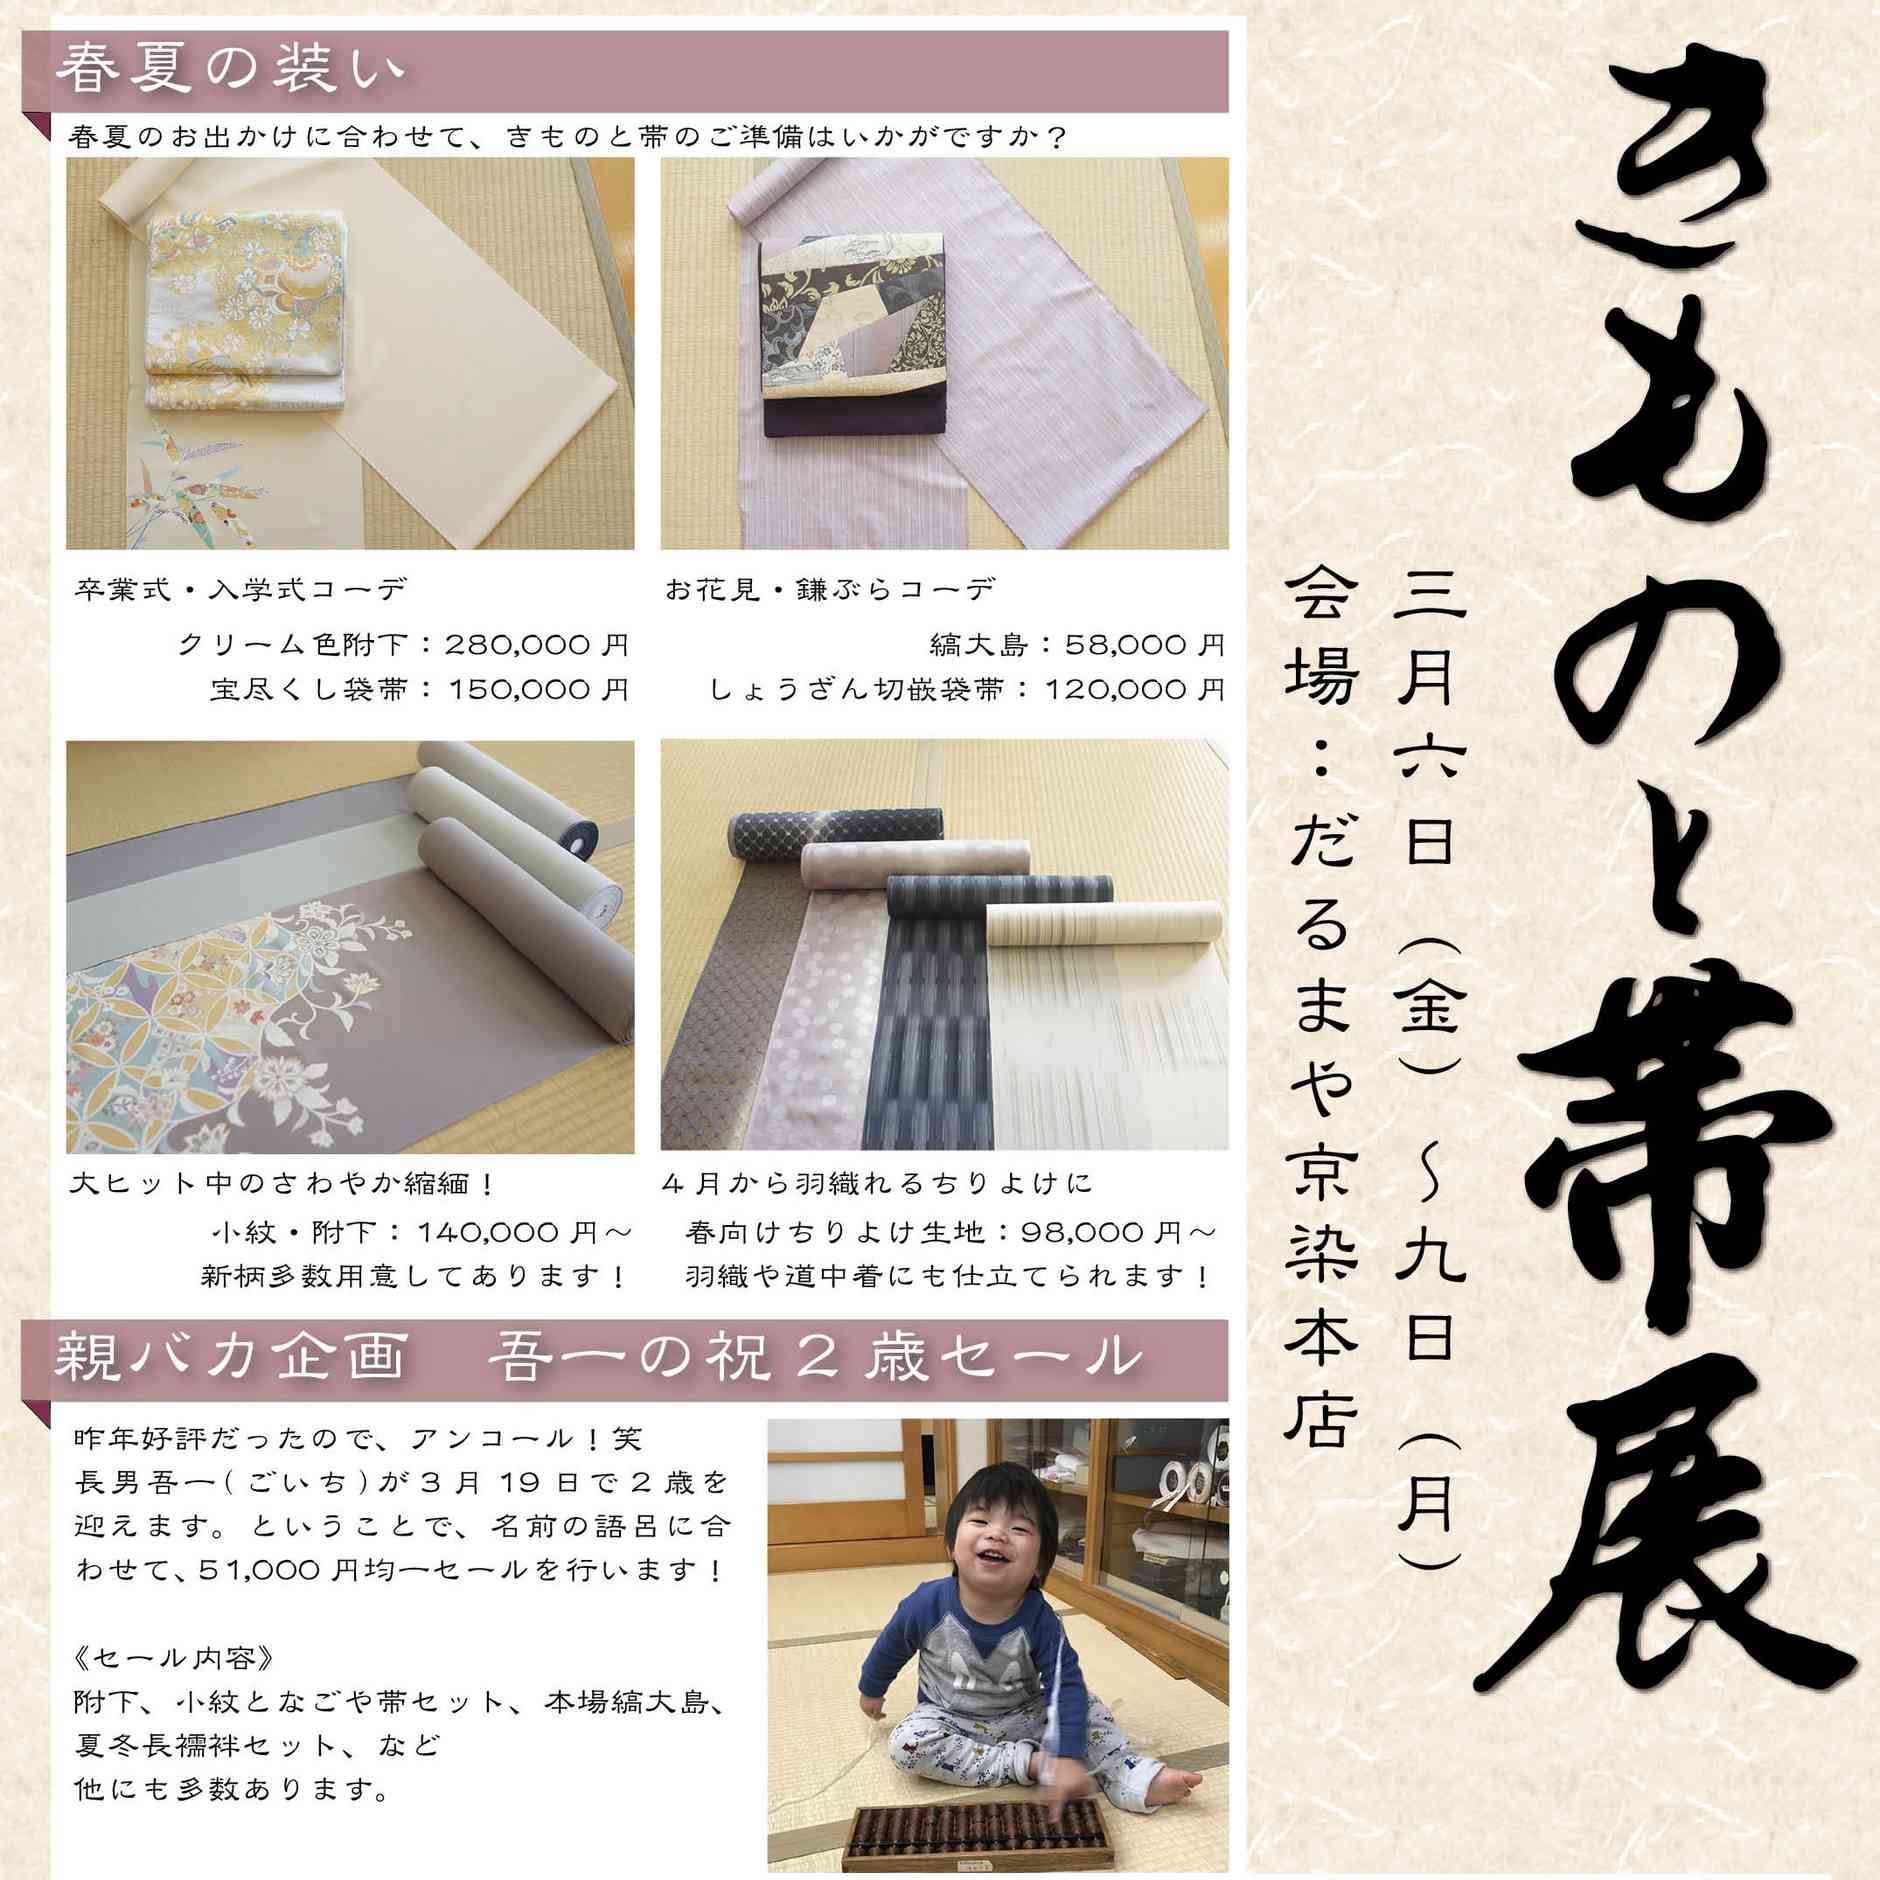 きものと帯展
三月六日（金）～九日（月）
会場：だるまや京染本店
春夏の装い
春夏のお出かけに合わせて、きものと帯のご準備はいかがですか？
卒業式・入学式コーデ
クリーム色附下：280,000 円
宝尽くし袋帯：150,000 円
お花見・鎌ぶらコーデ
縞大島：58,000 円
しょうざん切嵌袋帯：120,000 円
大ヒット中のさわやか縮緬！
小紋・附下：140,000 円～
新柄多数用意してあります！
4 月から羽織れるちりよけに
春向けちりよけ生地：98,000 円～
羽織や道中着にも仕立てられます！
親バカ企画　吾一の祝 2 歳セール
昨年好評だったので、アンコール！笑
長男吾一(ごいち)が3月 19 日で2歳を
迎えます。ということで、名前の語呂に合
わせて、51,000 円均一セールを行います！
《セール内容》
附下、小紋となごや帯セット、本場縞大島、
夏冬長襦袢セット、など
他にも多数あります。